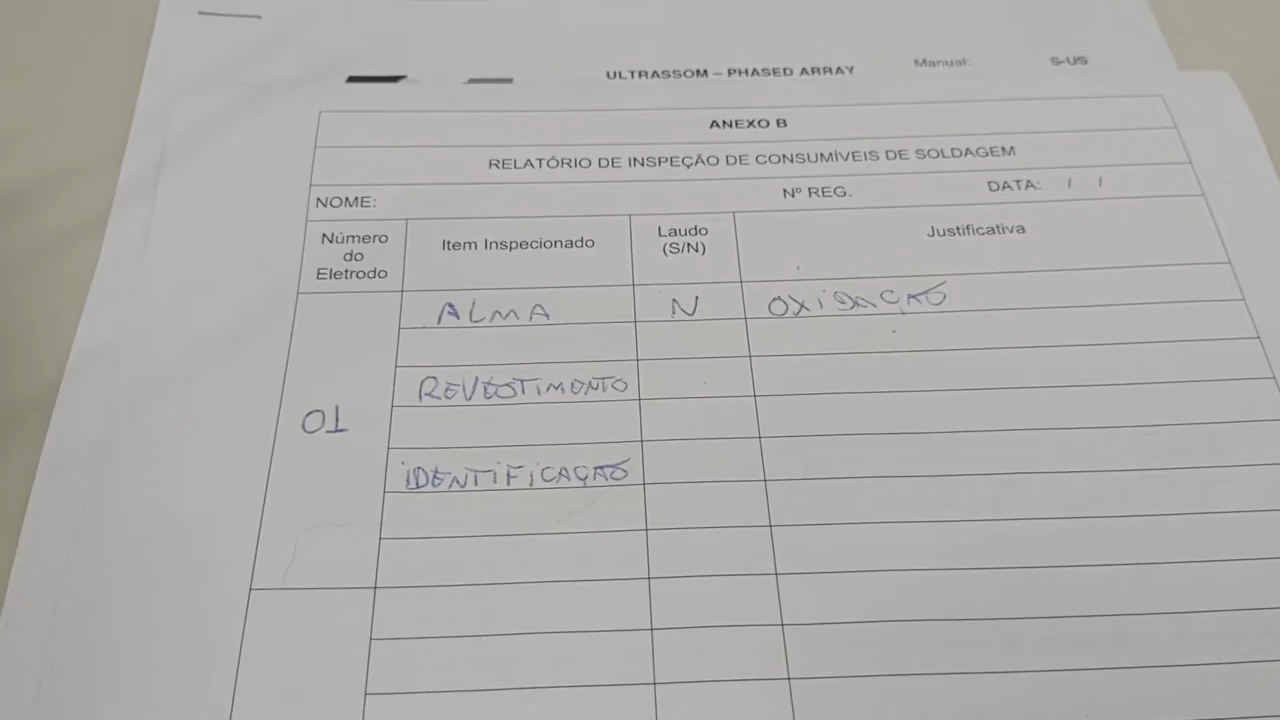 ULTRASSOM – PHASED ARRAY Manual: S-US
ANEXO B
RELATÓRIO DE INSPEÇÃO DE CONSUMÍVEIS DE SOLDAGEM
NOME: Nº REG. DATA: / /
Número do Eletrodo
Item Inspecionado
Laudo (S/N)
Justificativa
01
ALMA N OXIDAÇÃO
REVESTIMENTO
IDENTIFICAÇÃO